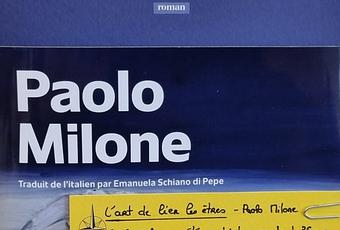 roman
Paolo
Milone
Traduit de l'italien par Emanuela Schiano di Pepe
L'art de lier les êtres - Paolo Milone